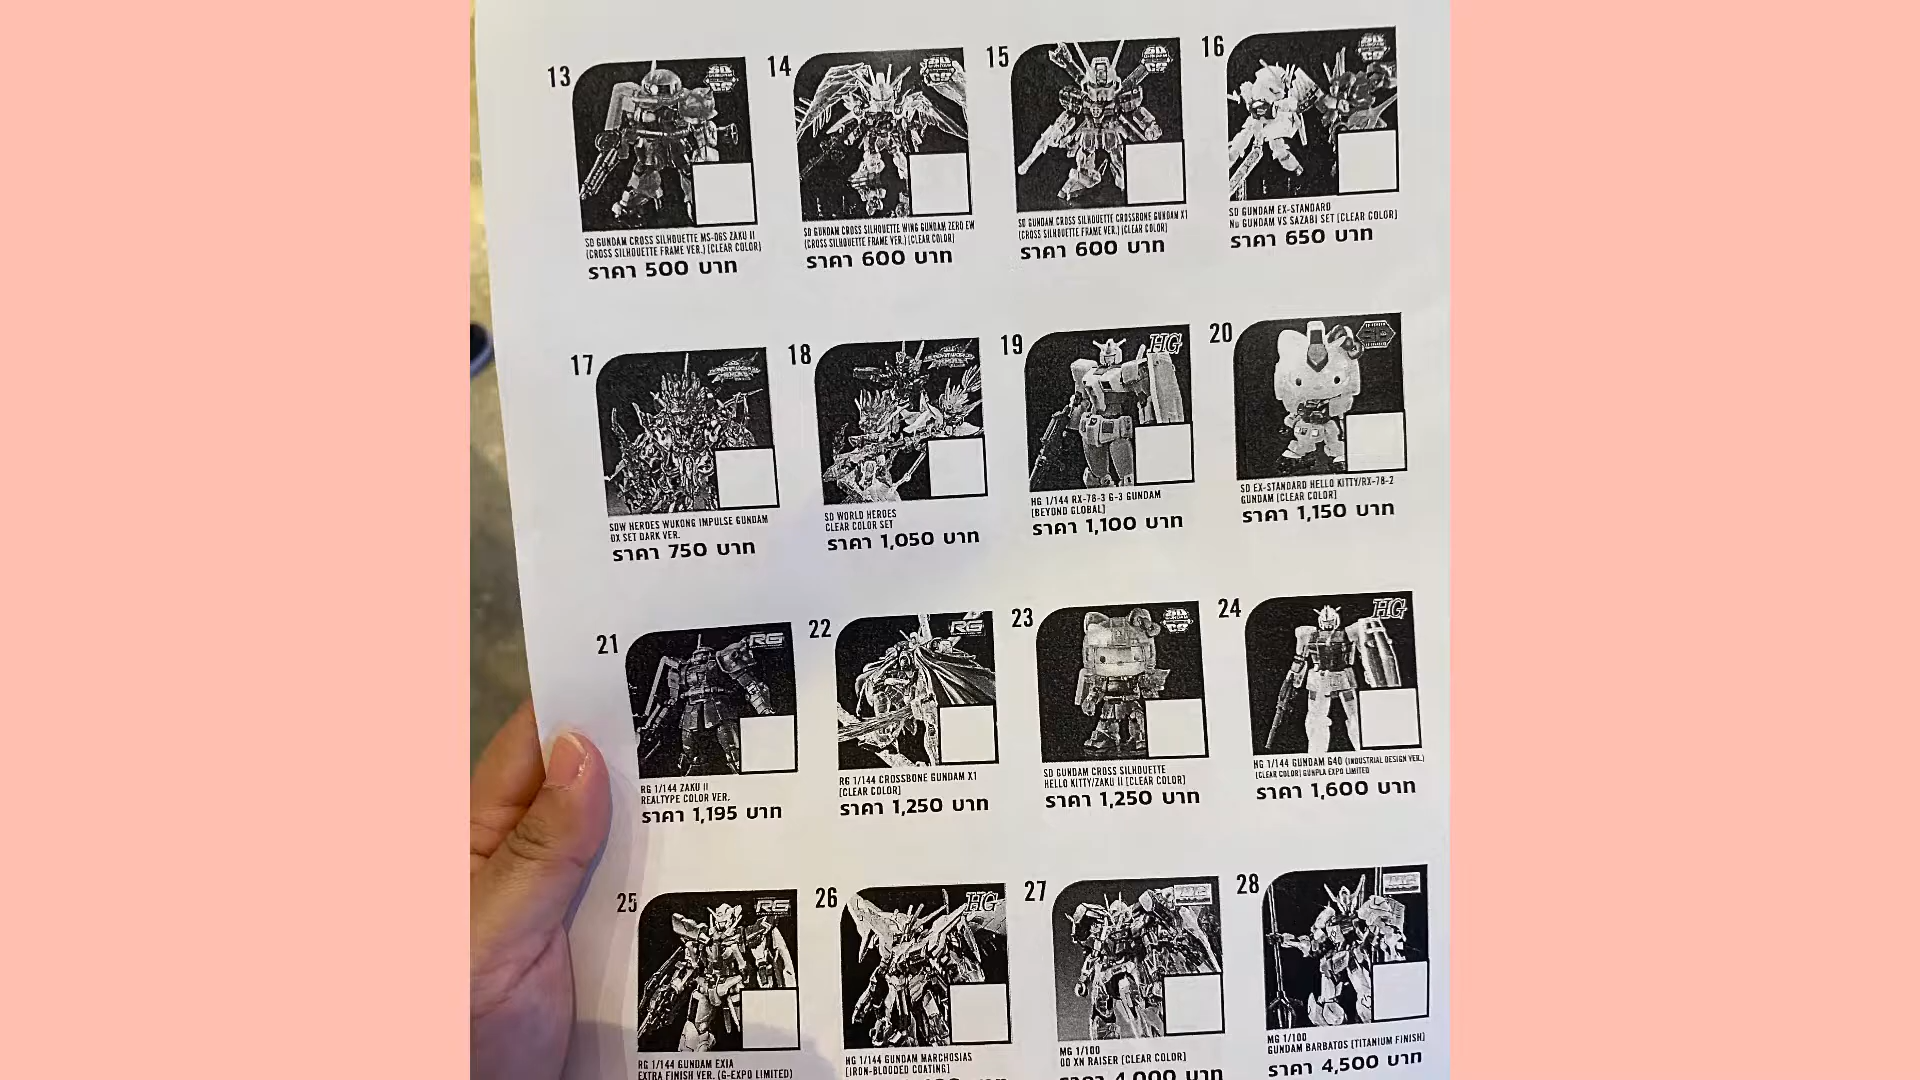 13
SD GUNDAM CROSS SILHOUETTE MS-06S ZAKU II
(CROSS SILHOUETTE FRAME VER.) [CLEAR COLOR]
ราคา 500 บาท
14
SD GUNDAM CROSS SILHOUETTE WING GUNDAM ZERO EW
(CROSS SILHOUETTE FRAME VER.) [CLEAR COLOR]
ราคา 600 บาท
15
SD GUNDAM CROSS SILHOUETTE CROSSBONE GUNDAM X1
(CROSS SILHOUETTE FRAME VER.) [CLEAR COLOR]
ราคา 600 บาท
16
SD GUNDAM EX-STANDARD
Nu GUNDAM VS SAZABI SET [CLEAR COLOR]
ราคา 650 บาท
17
SDW HEROES WUKONG IMPULSE GUNDAM
DX SET DARK VER.
ราคา 750 บาท
18
SD WORLD HEROES
CLEAR COLOR SET
ราคา 1,050 บาท
19
HG
HG 1/144 RX-78-3 G-3 GUNDAM
[BEYOND GLOBAL]
ราคา 1,100 บาท
20
SD EX-STANDARD HELLO KITTY/RX-78-2
GUNDAM [CLEAR COLOR]
ราคา 1,150 บาท
21
RG
RG 1/144 ZAKU II
REALTYPE COLOR VER.
ราคา 1,195 บาท
22
RG
RG 1/144 CROSSBONE GUNDAM X1
[CLEAR COLOR]
ราคา 1,250 บาท
23
SD GUNDAM CROSS SILHOUETTE
HELLO KITTY/ZAKU II [CLEAR COLOR]
ราคา 1,250 บาท
24
HG
HG 1/144 GUNDAM G40 (INDUSTRIAL DESIGN VER.)
[CLEAR COLOR] GUNPLA EXPO LIMITED
ราคา 1,600 บาท
25
RG
RG 1/144 GUNDAM EXIA
EXTRA FINISH VER. (G-EXPO LIMITED)
26
HG
HG 1/144 GUNDAM MARCHOSIAS
[IRON-BLOODED COATING]
27
MG 1/100
00 XN RAISER [CLEAR COLOR]
ราคา 4,000 บาท
28
MG 1/100
GUNDAM BARBATOS [TITANIUM FINISH]
ราคา 4,500 บาท